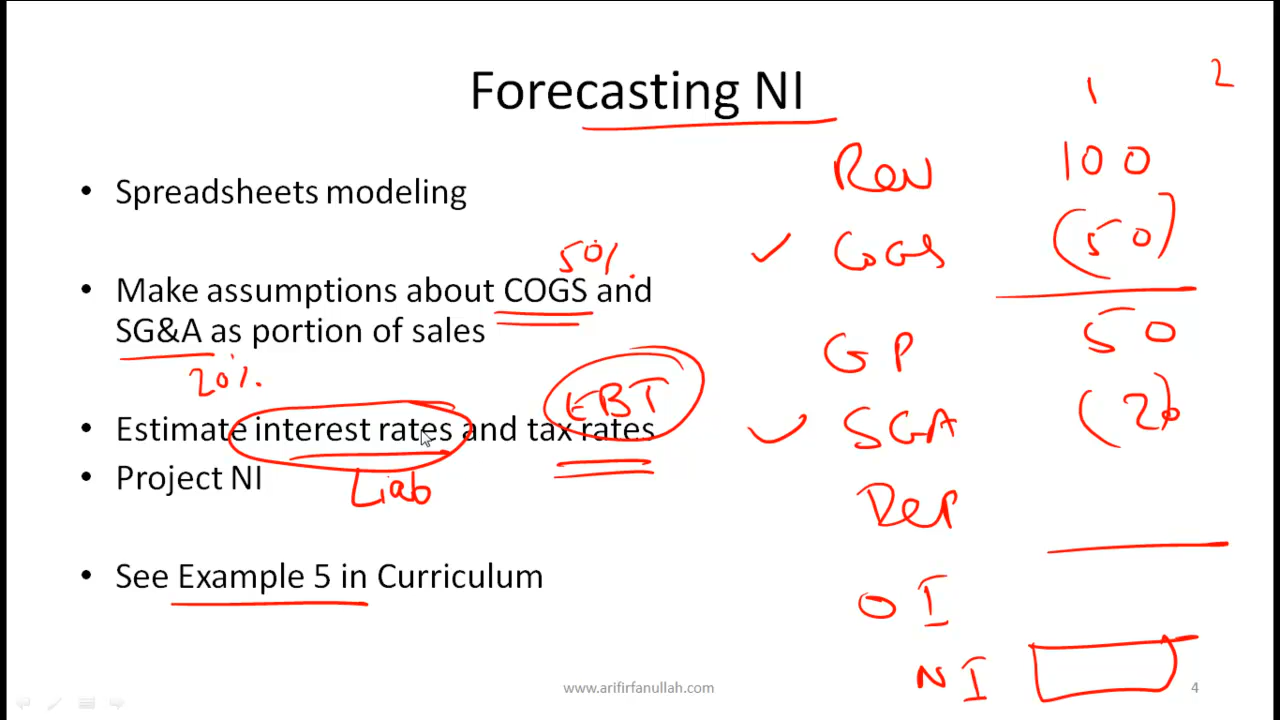 Forecasting NI
1 2
Rev 100
• Spreadsheets modeling
✓ COGS (50)
50%.
• Make assumptions about COGS and
SG&A as portion of sales
GP 50
20%.
EBT
✓ SGA (20)
• Estimate interest rates and tax rates
• Project NI
Liab
Dep
• See Example 5 in Curriculum
OI
NI
www.arifirfanullah.com
4